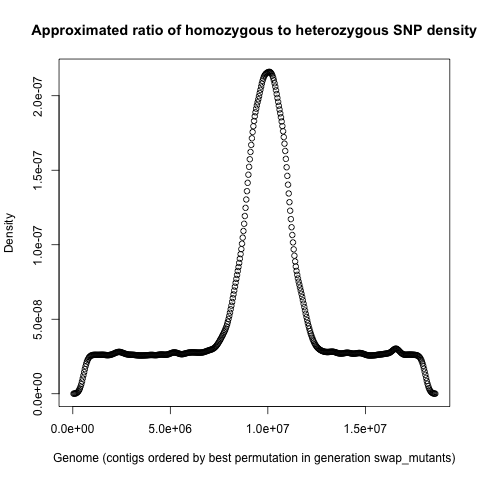 Approximated ratio of homozygous to heterozygous SNP density
Density
2.0e-07
1.5e-07
1.0e-07
5.0e-08
0.0e+00
0.0e+00 5.0e+06 1.0e+07 1.5e+07
Genome (contigs ordered by best permutation in generation swap_mutants)